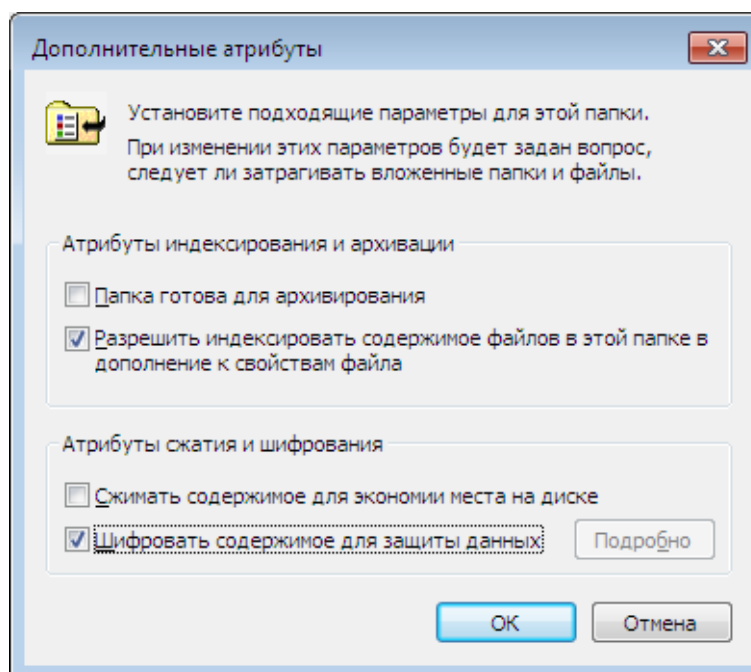 Дополнительные атрибуты
Установите подходящие параметры для этой папки.
При изменении этих параметров будет задан вопрос,
следует ли затрагивать вложенные папки и файлы.
Атрибуты индексирования и архивации
Папка готова для архивирования
Разрешить индексировать содержимое файлов в этой папке в
дополнение к свойствам файла
Атрибуты сжатия и шифрования
Сжимать содержимое для экономии места на диске
Шифровать содержимое для защиты данных Подробно
ОК Отмена